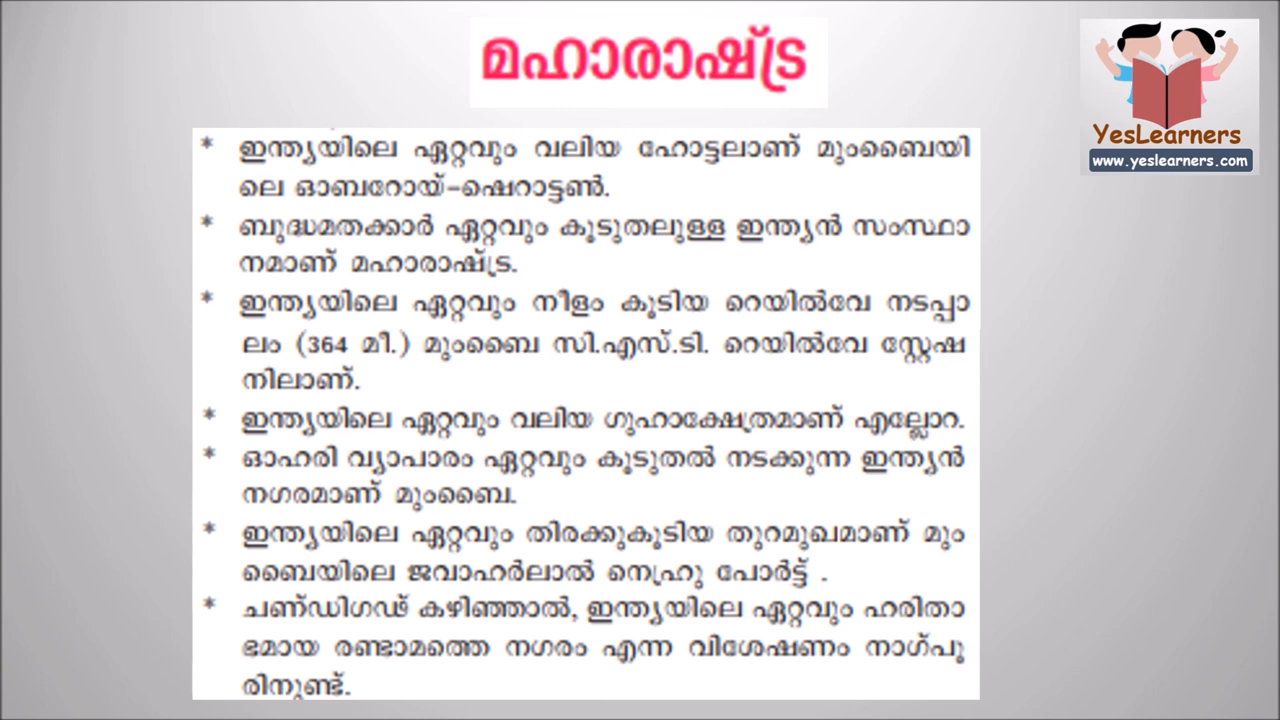 മഹാരാഷ്ട്ര
YesLearners
www.yeslearners.com
* ഇന്ത്യയിലെ ഏറ്റവും വലിയ ഹോട്ടലാണ് മുംബൈയി
ലെ ഓബറോയ്-ഷെറാട്ടൺ.
* ബുദ്ധമതക്കാർ ഏറ്റവും കൂടുതലുള്ള ഇന്ത്യൻ സംസ്ഥാ
നമാണ് മഹാരാഷ്ട്ര.
* ഇന്ത്യയിലെ ഏറ്റവും നീളം കൂടിയ റെയിൽവേ നടപ്പാ
ലം (364 മീ.) മുംബൈ സി.എസ്.ടി. റെയിൽവേ സ്റ്റേഷ
നിലാണ്.
* ഇന്ത്യയിലെ ഏറ്റവും വലിയ ഗുഹാക്ഷേത്രമാണ് എല്ലോറ.
* ഓഹരി വ്യാപാരം ഏറ്റവും കൂടുതൽ നടക്കുന്ന ഇന്ത്യൻ
നഗരമാണ് മുംബൈ.
* ഇന്ത്യയിലെ ഏറ്റവും തിരക്കുകൂടിയ തുറമുഖമാണ് മും
ബൈയിലെ ജവാഹർലാൽ നെഹ്രു പോർട്ട് .
* ചണ്ഡിഗഢ് കഴിഞ്ഞാൽ, ഇന്ത്യയിലെ ഏറ്റവും ഹരിതാ
ഭമായ രണ്ടാമത്തെ നഗരം എന്ന വിശേഷണം നാഗ്പൂ
രിനുണ്ട്.